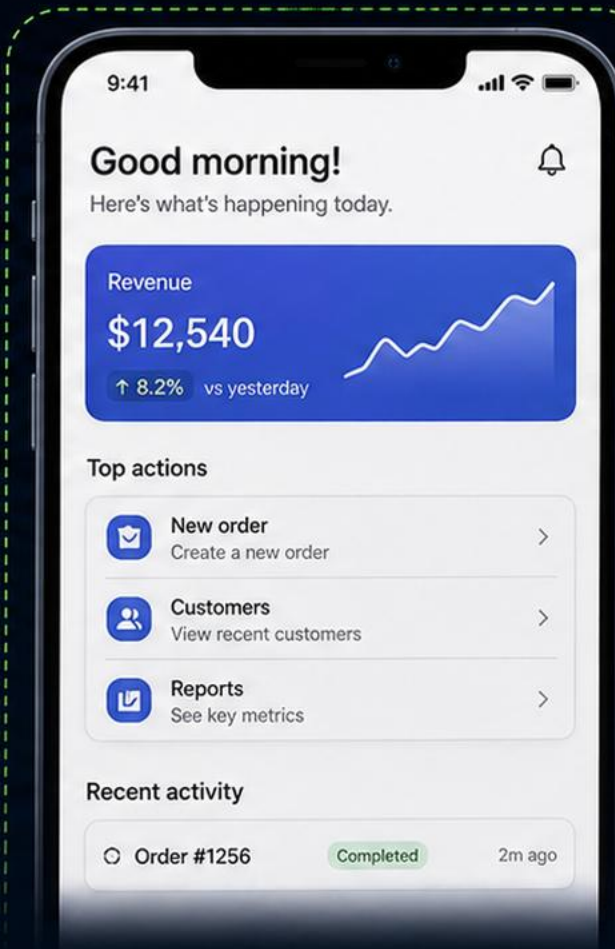 9:41
Good morning!
Here's what's happening today.
Revenue
$12,540
↑ 8.2% vs yesterday
Top actions
New order
Create a new order
Customers
View recent customers
Reports
See key metrics
Recent activity
Order #1256 Completed 2m ago